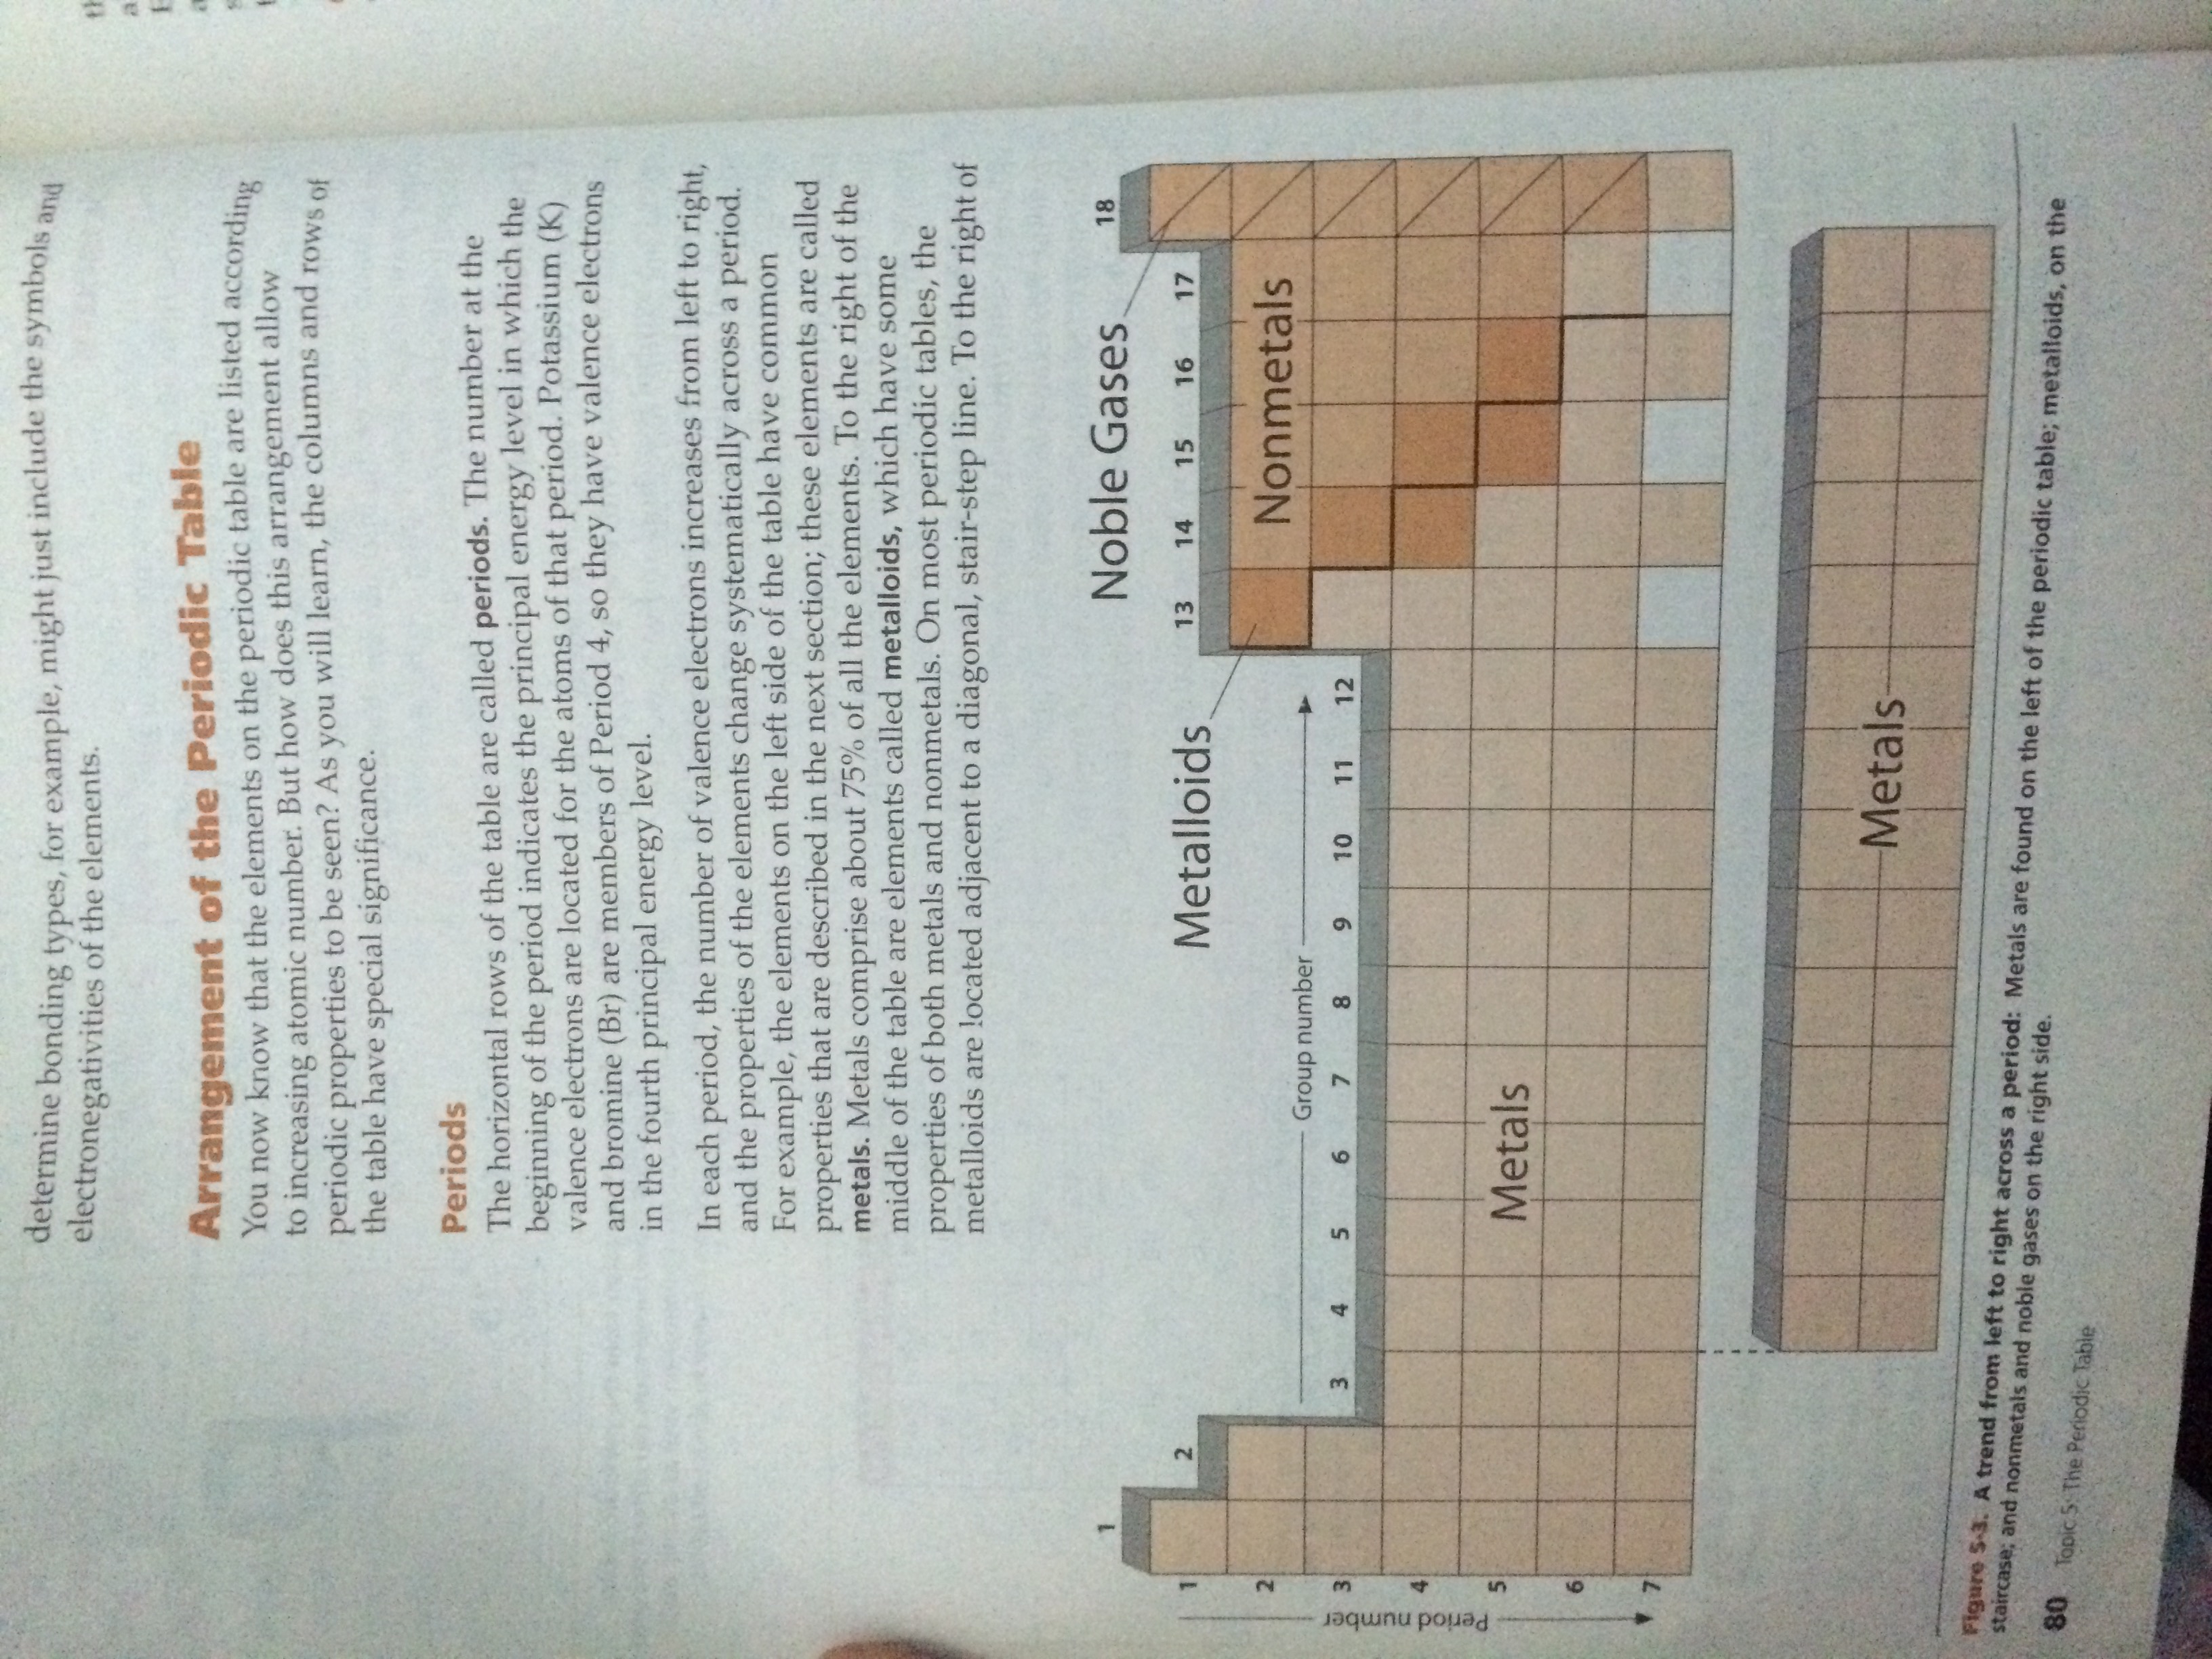 determine bonding types, for example, might just include the symbols and
electronegativities of the elements.
Arrangement of the Periodic Table
You now know that the elements on the periodic table are listed according
to increasing atomic number. But how does this arrangement allow
periodic properties to be seen? As you will learn, the columns and rows of
the table have special significance.
Periods
The horizontal rows of the table are called periods. The number at the
beginning of the period indicates the principal energy level in which the
valence electrons are located for the atoms of that period. Potassium (K)
and bromine (Br) are members of Period 4, so they have valence electrons
in the fourth principal energy level.
In each period, the number of valence electrons increases from left to right,
and the properties of the elements change systematically across a period.
For example, the elements on the left side of the table have common
properties that are described in the next section; these elements are called
metals. Metals comprise about 75% of all the elements. To the right of the
middle of the table are elements called metalloids, which have some
properties of both metals and nonmetals. On most periodic tables, the
metalloids are located adjacent to a diagonal, stair-step line. To the right of
Noble Gases
1
18
Metalloids
2
13 14 15 16 17
Group number
3 4 5 6 7 8 9 10 11 12
Period number
1
2
3
4
5
6
7
Nonmetals
Metals
Metals
Figure 5-3. A trend from left to right across a period: Metals are found on the left of the periodic table; metalloids, on the
staircase; and nonmetals and noble gases on the right side.
80 Topic 5: The Periodic Table